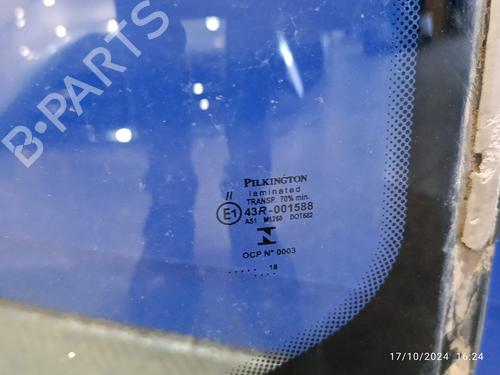 B-PARTS
PILKINGTON
laminated
TRANSP. 70% min.
II
E1 43R-001588
AS1 M1260 DOT682
N
OCP N° 0003
18
17/10/2024 16:24